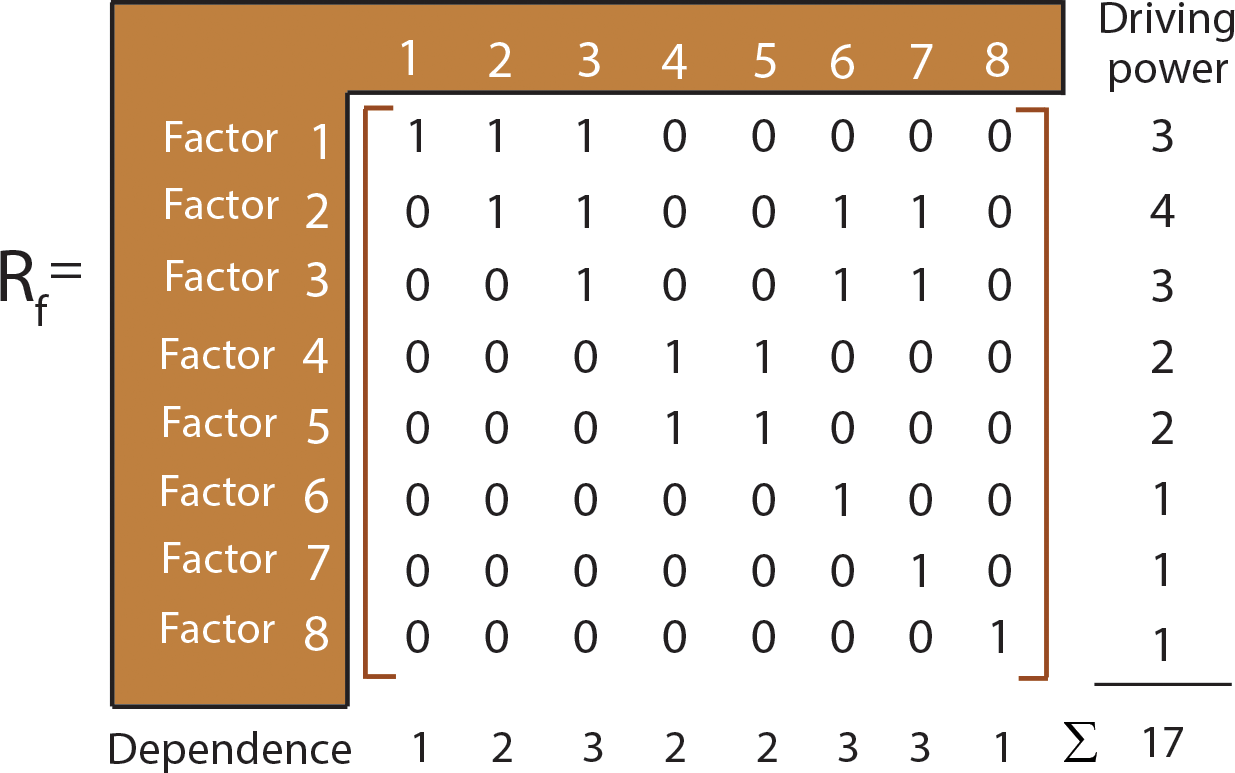 Driving
power
1 2 3 4 5 6 7 8
Factor 1 1 1 1 0 0 0 0 0 3
Factor 2 0 1 1 0 0 1 1 0 4
R_f= Factor 3 0 0 1 0 0 1 1 0 3
Factor 4 0 0 0 1 1 0 0 0 2
Factor 5 0 0 0 1 1 0 0 0 2
Factor 6 0 0 0 0 0 1 0 0 1
Factor 7 0 0 0 0 0 0 1 0 1
Factor 8 0 0 0 0 0 0 0 1 1
Dependence 1 2 3 2 2 3 3 1 Σ 17